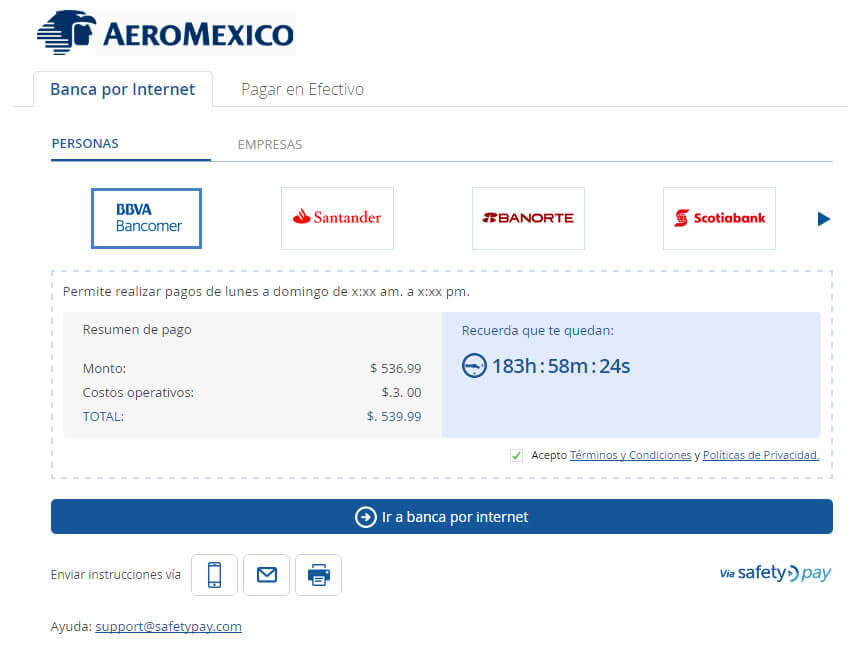 AEROMEXICO
Banca por Internet Pagar en Efectivo
PERSONAS EMPRESAS
BBVA
Bancomer
Santander
BANORTE
Scotiabank
Permite realizar pagos de lunes a domingo de x:xx am. a x:xx pm.
Resumen de pago
Monto: $ 536.99
Costos operativos: $.3. 00
TOTAL: $. 539.99
Recuerda que te quedan:
183h : 58m : 24s
Acepto Términos y Condiciones y Políticas de Privacidad.
Ir a banca por internet
Enviar instrucciones vía
Via safetypay
Ayuda: support@safetypay.com